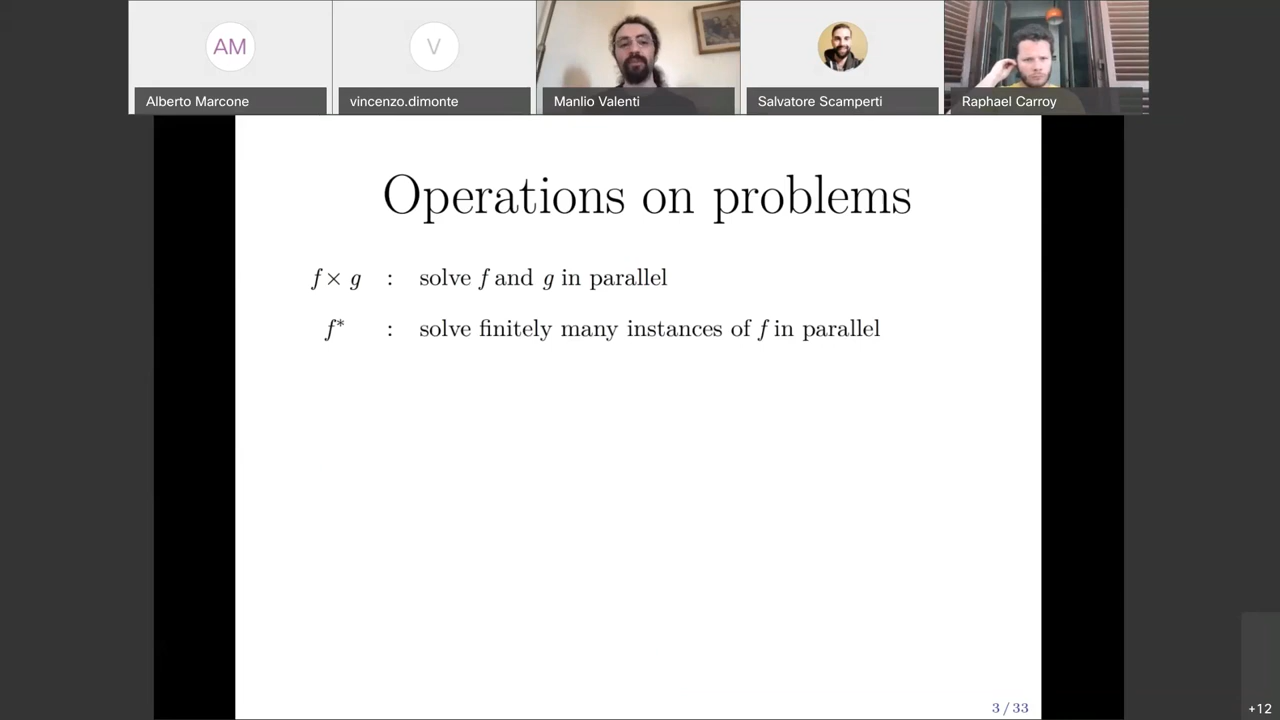 AM
V
Alberto Marcone
vincenzo.dimonte
Manlio Valenti
Salvatore Scamperti
Raphael Carroy
Operations on problems
f × g : solve f and g in parallel
f* : solve finitely many instances of f in parallel
3 / 33
+12